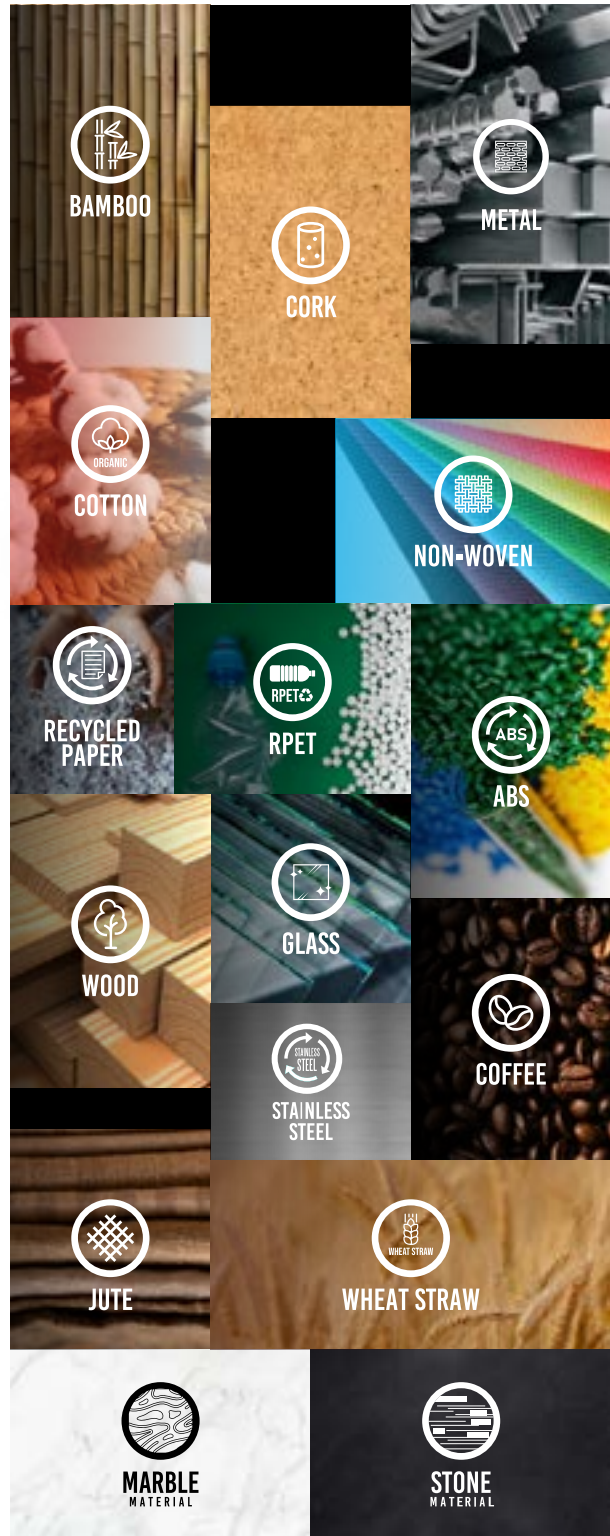 BAMBOO
METAL
CORK
ORGANIC
COTTON
NON-WOVEN
RECYCLED
PAPER
RPET
RPET
ABS
ABS
WOOD
GLASS
COFFEE
STAINLESS
STEEL
STAINLESS
STEEL
JUTE
WHEAT STRAW
WHEAT STRAW
MARBLE
MATERIAL
STONE
MATERIAL